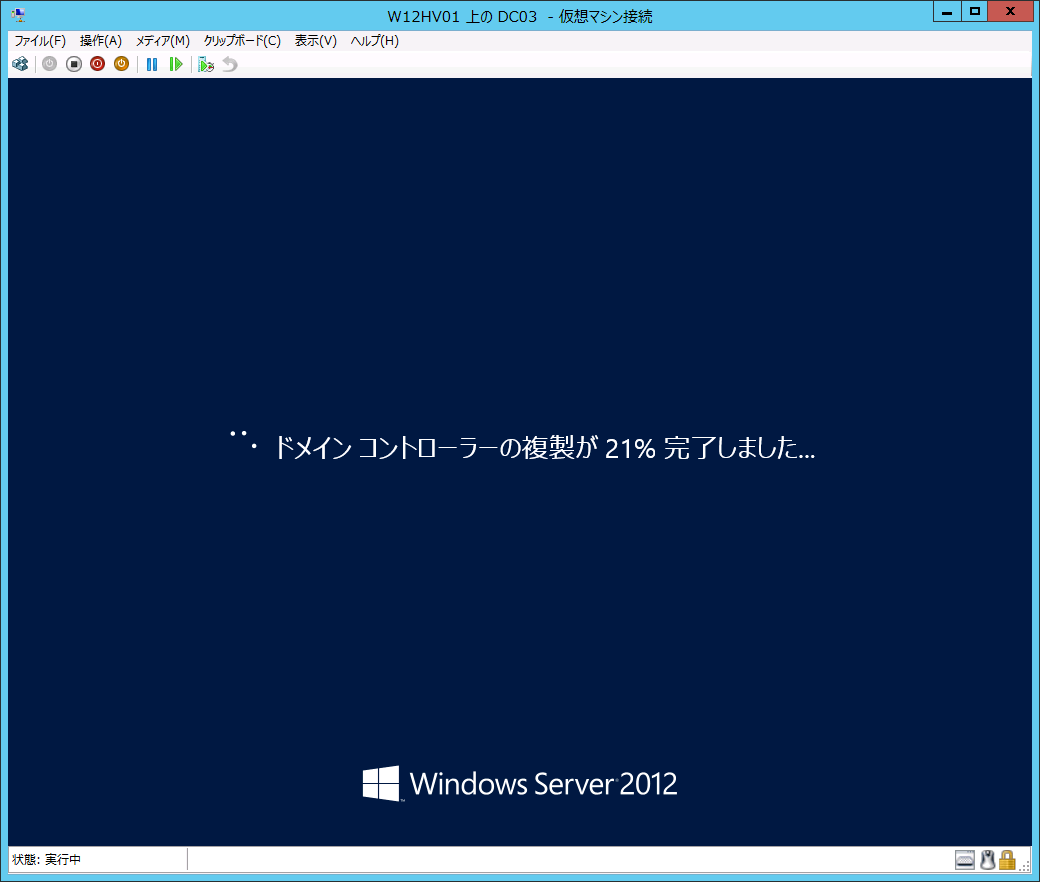 W12HV01 上の DC03 - 仮想マシン接続
ファイル(F) 操作(A) メディア(M) クリップボード(C) 表示(V) ヘルプ(H)
ドメイン コントローラーの複製が 21% 完了しました...
Windows Server 2012
状態: 実行中